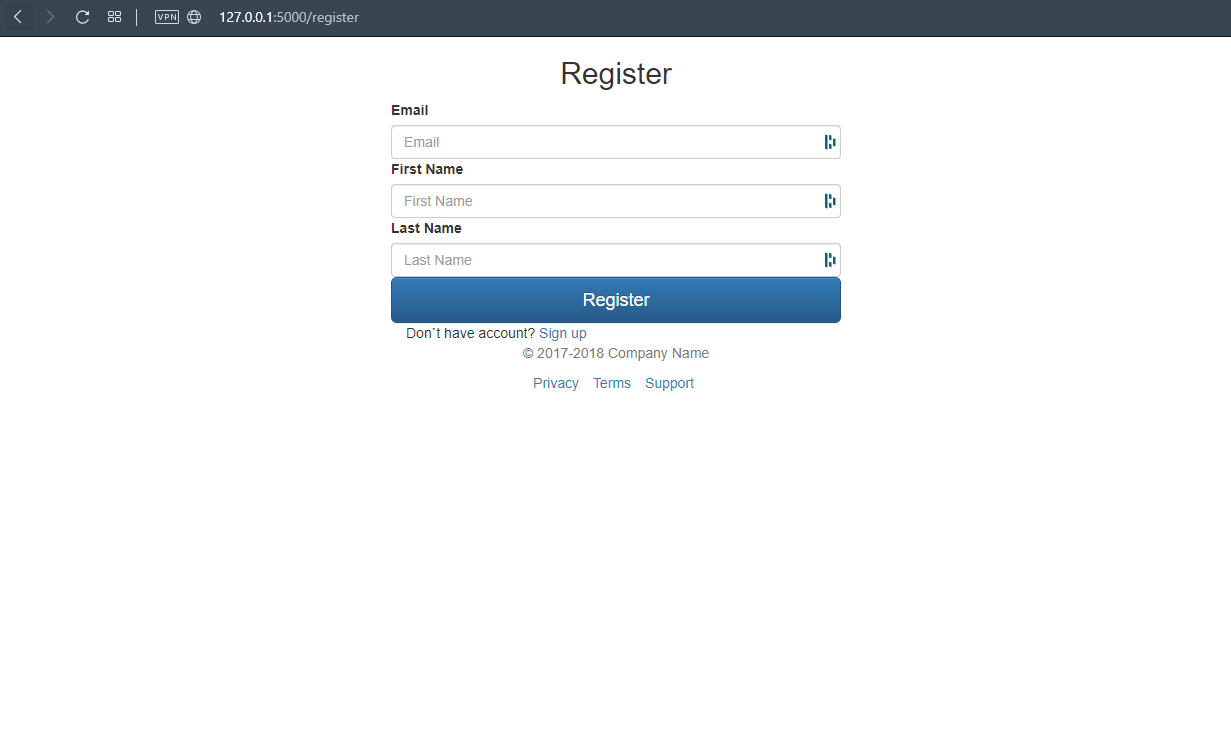 VPN 127.0.0.1:5000/register
Register
Email
Email
First Name
First Name
Last Name
Last Name
Register
Don`t have account? Sign up
© 2017-2018 Company Name
Privacy Terms Support